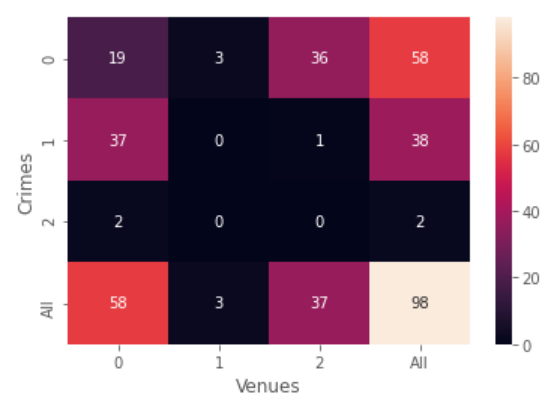 0 19 3 36 58
1 37 0 1 38
2 2 0 0 2
All 58 3 37 98
0 1 2 All
Venues
Crimes
80
60
40
20
0